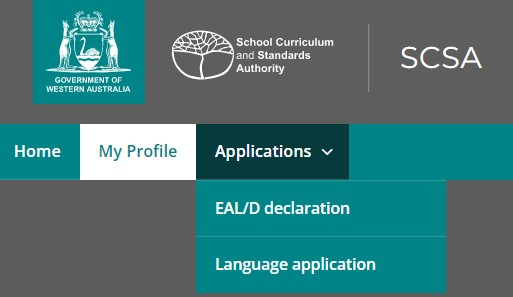 GOVERNMENT OF
WESTERN AUSTRALIA
School Curriculum
and Standards
Authority
SCSA
Home
My Profile
Applications
EAL/D declaration
Language application